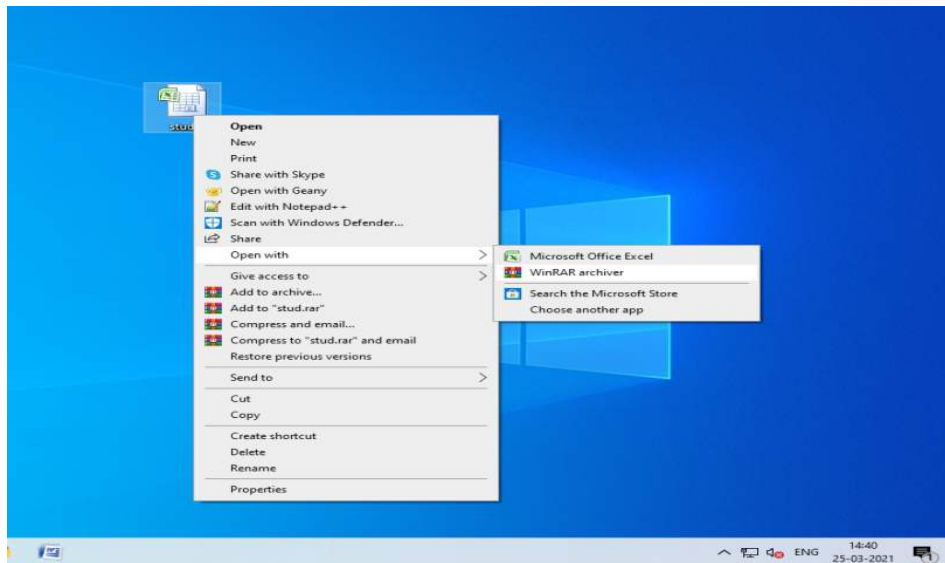 Open
New
Print
Share with Skype
Open with Geany
Edit with Notepad++
Scan with Windows Defender...
Share
Open with
Give access to
Add to archive...
Add to "stud.rar"
Compress and email...
Compress to "stud.rar" and email
Restore previous versions
Send to
Cut
Copy
Create shortcut
Delete
Rename
Properties
Microsoft Office Excel
WinRAR archiver
Search the Microsoft Store
Choose another app
ENG
14:40
25-03-2021
1